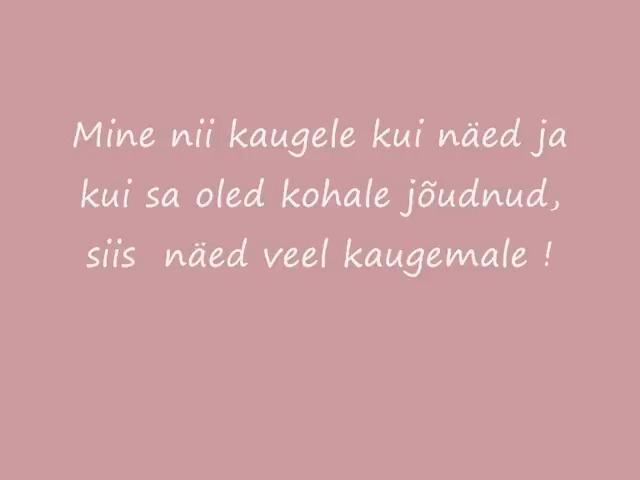 Mine nii kaugele kui näed ja
kui sa oled kohale jõudnud,
siis  näed veel kaugemale !